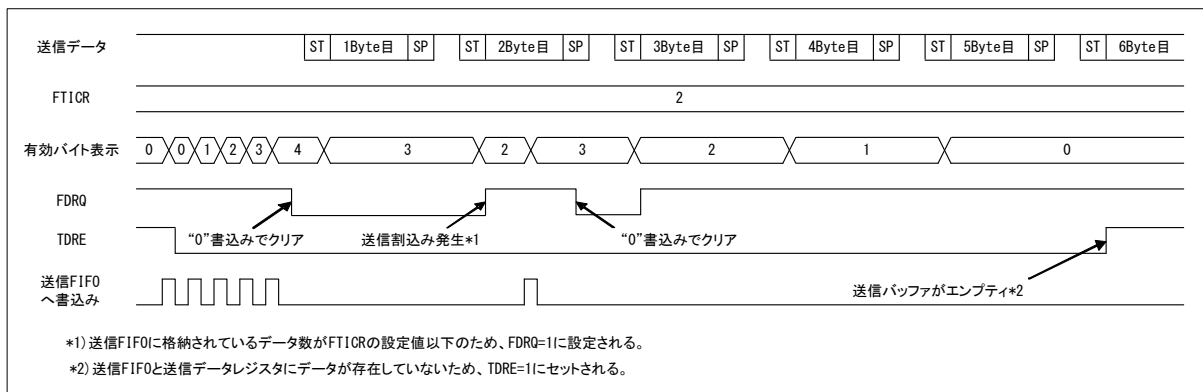 送信データ ST 1Byte目 SP ST 2Byte目 SP ST 3Byte目 SP ST 4Byte目 SP ST 5Byte目 SP ST 6Byte目
FTICR 2
有効バイト表示 0 0 1 2 3 4 3 2 3 2 1 0
FDRQ
“0”書込みでクリア 送信割込み発生*1 “0”書込みでクリア
TDRE
送信FIFO
へ書込み
送信バッファがエンプティ*2
*1) 送信FIFOに格納されているデータ数がFTICRの設定値以下のため、FDRQ=1に設定される。
*2) 送信FIFOと送信データレジスタにデータが存在していないため、TDRE=1にセットされる。